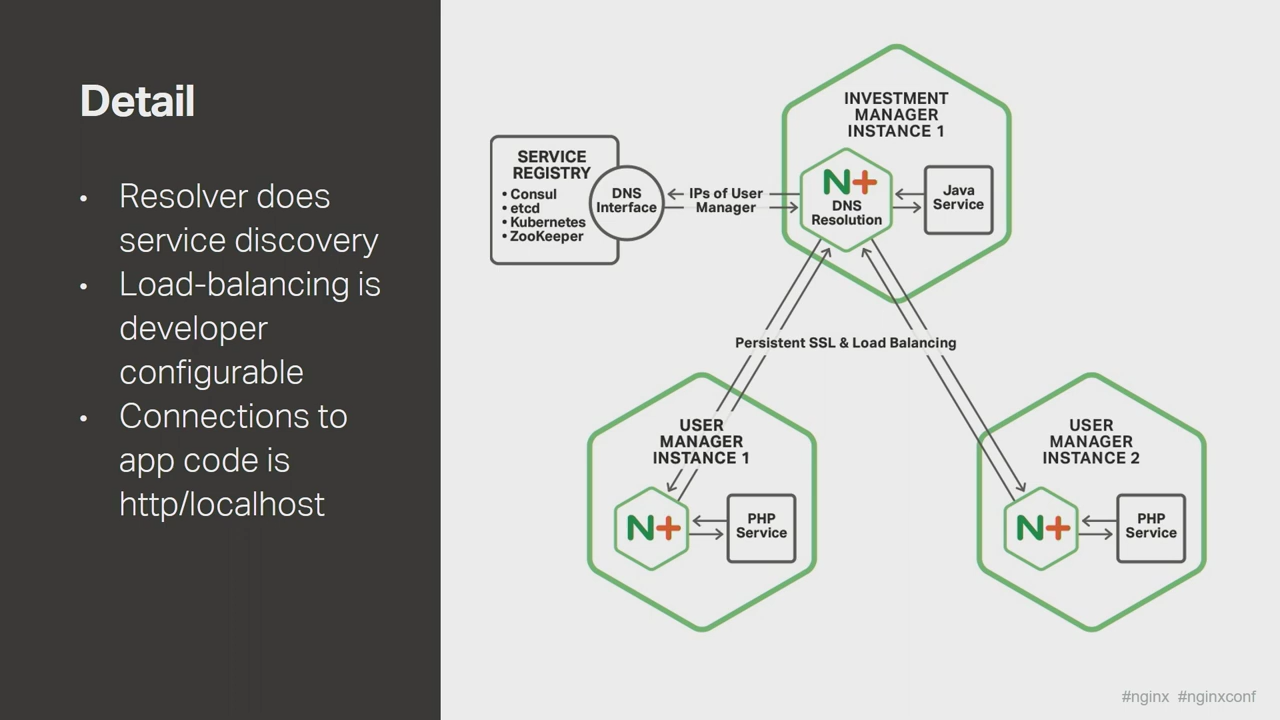 Detail
• Resolver does
service discovery
• Load-balancing is
developer
configurable
• Connections to
app code is
http/localhost
SERVICE
REGISTRY
• Consul
• etcd
• Kubernetes
• ZooKeeper
DNS
Interface
IPs of User
Manager
INVESTMENT
MANAGER
INSTANCE 1
N+
DNS
Resolution
Java
Service
Persistent SSL & Load Balancing
USER
MANAGER
INSTANCE 1
N+
PHP
Service
USER
MANAGER
INSTANCE 2
N+
PHP
Service
#nginx #nginxconf